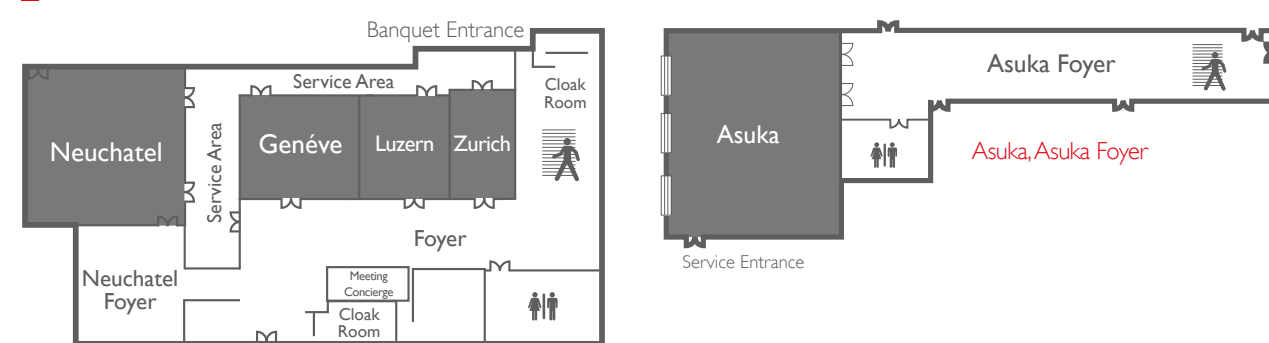 Banquet Entrance
Service Area
Cloak
Room
Neuchatel
Service Area
Genéve
Luzern
Zurich
Foyer
Neuchatel
Foyer
Meeting
Concierge
Cloak
Room
Asuka Foyer
Asuka
Asuka, Asuka Foyer
Service Entrance